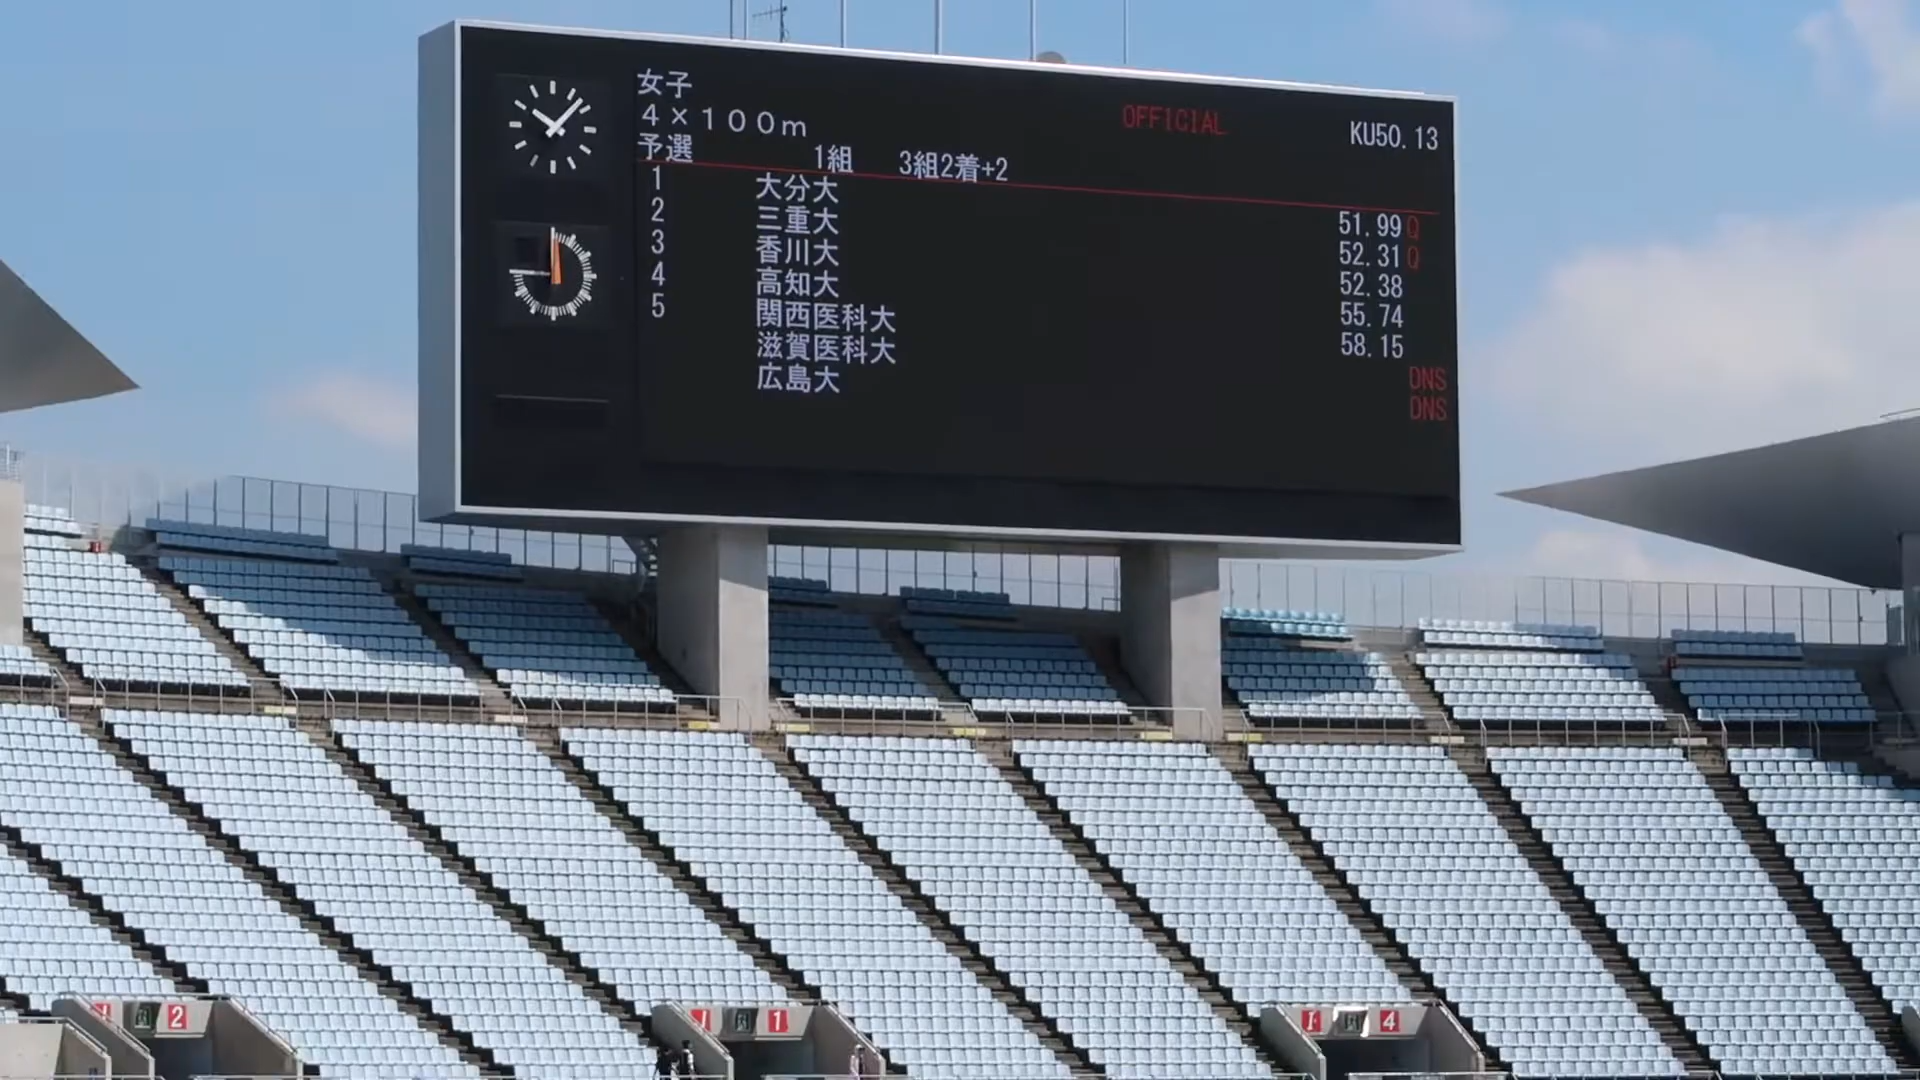 女子
4×100m OFFICIAL KU50.13
予選 1組 3組2着+2
1 大分大 51.99 Q
2 三重大 52.31 Q
3 香川大 52.38
4 高知大 55.74
5 関西医科大 58.15
滋賀医科大 DNS
広島大 DNS
2
1
4